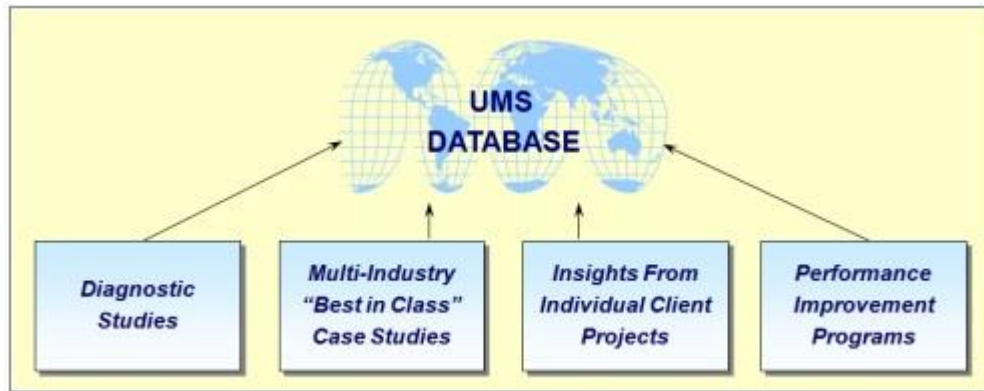 UMS
DATABASE
Diagnostic
Studies
Multi-Industry
“Best in Class”
Case Studies
Insights From
Individual Client
Projects
Performance
Improvement
Programs